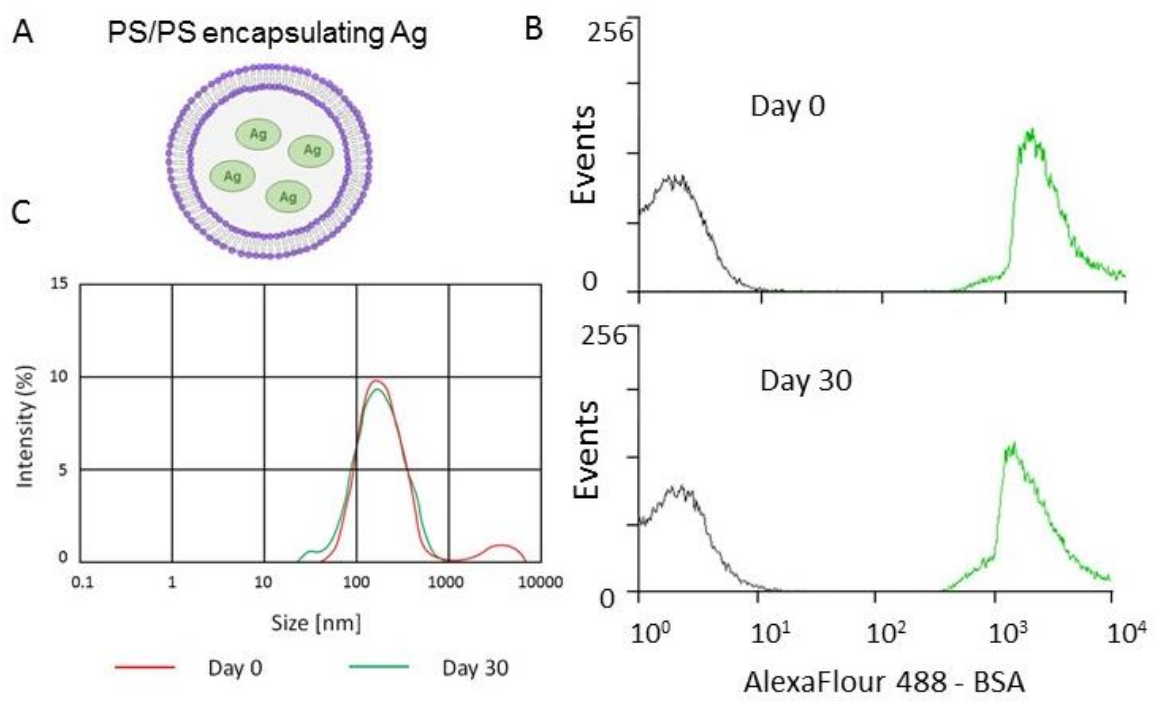 A
PS/PS encapsulating Ag
Ag
Ag
Ag
Ag
B
256
Events
Day 0
0
256
Events
Day 30
0
10⁰ 10¹ 10² 10³ 10⁴
AlexaFlour 488 - BSA
C
15
10
5
0
Intensity (%)
0.1 1 10 100 1000 10000
Size [nm]
Day 0 Day 30